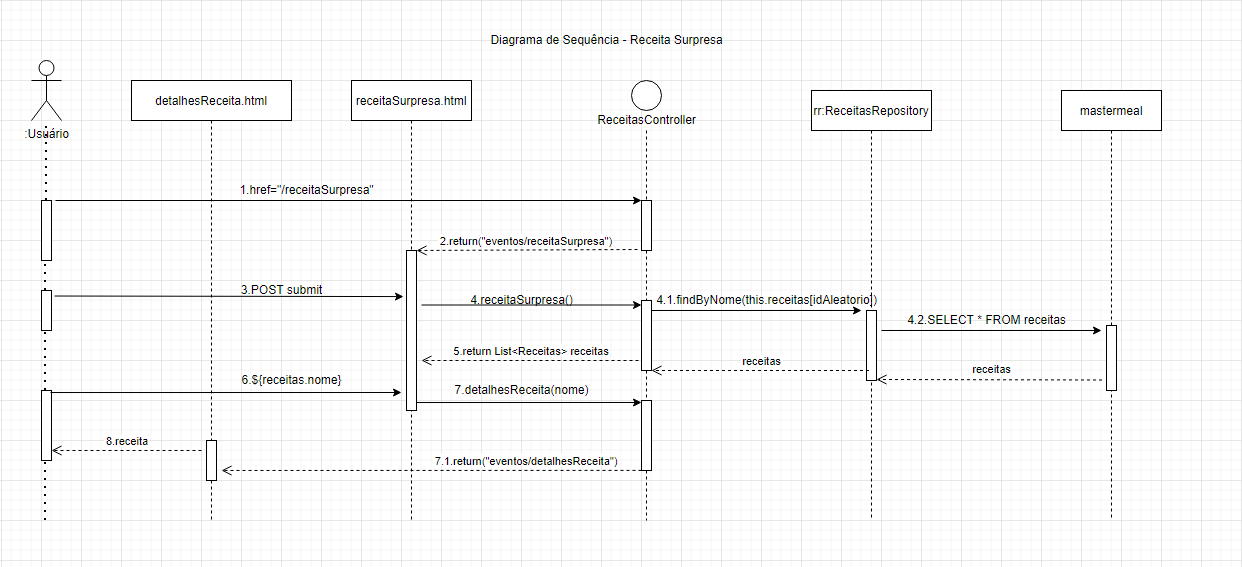 Diagrama de Sequência - Receita Surpresa
:Usuário
detalhesReceita.html
receitaSurpresa.html
ReceitasController
rr:ReceitasRepository
mastermeal
1.href="/receitaSurpresa"
2.return("eventos/receitaSurpresa")
3.POST submit
4.receitaSurpresa()
4.1.findByNome(this.receitas[idAleatorio])
4.2.SELECT * FROM receitas
5.return List<Receitas> receitas
receitas
receitas
6.${receitas.nome}
7.detalhesReceita(nome)
8.receita
7.1.return("eventos/detalhesReceita")